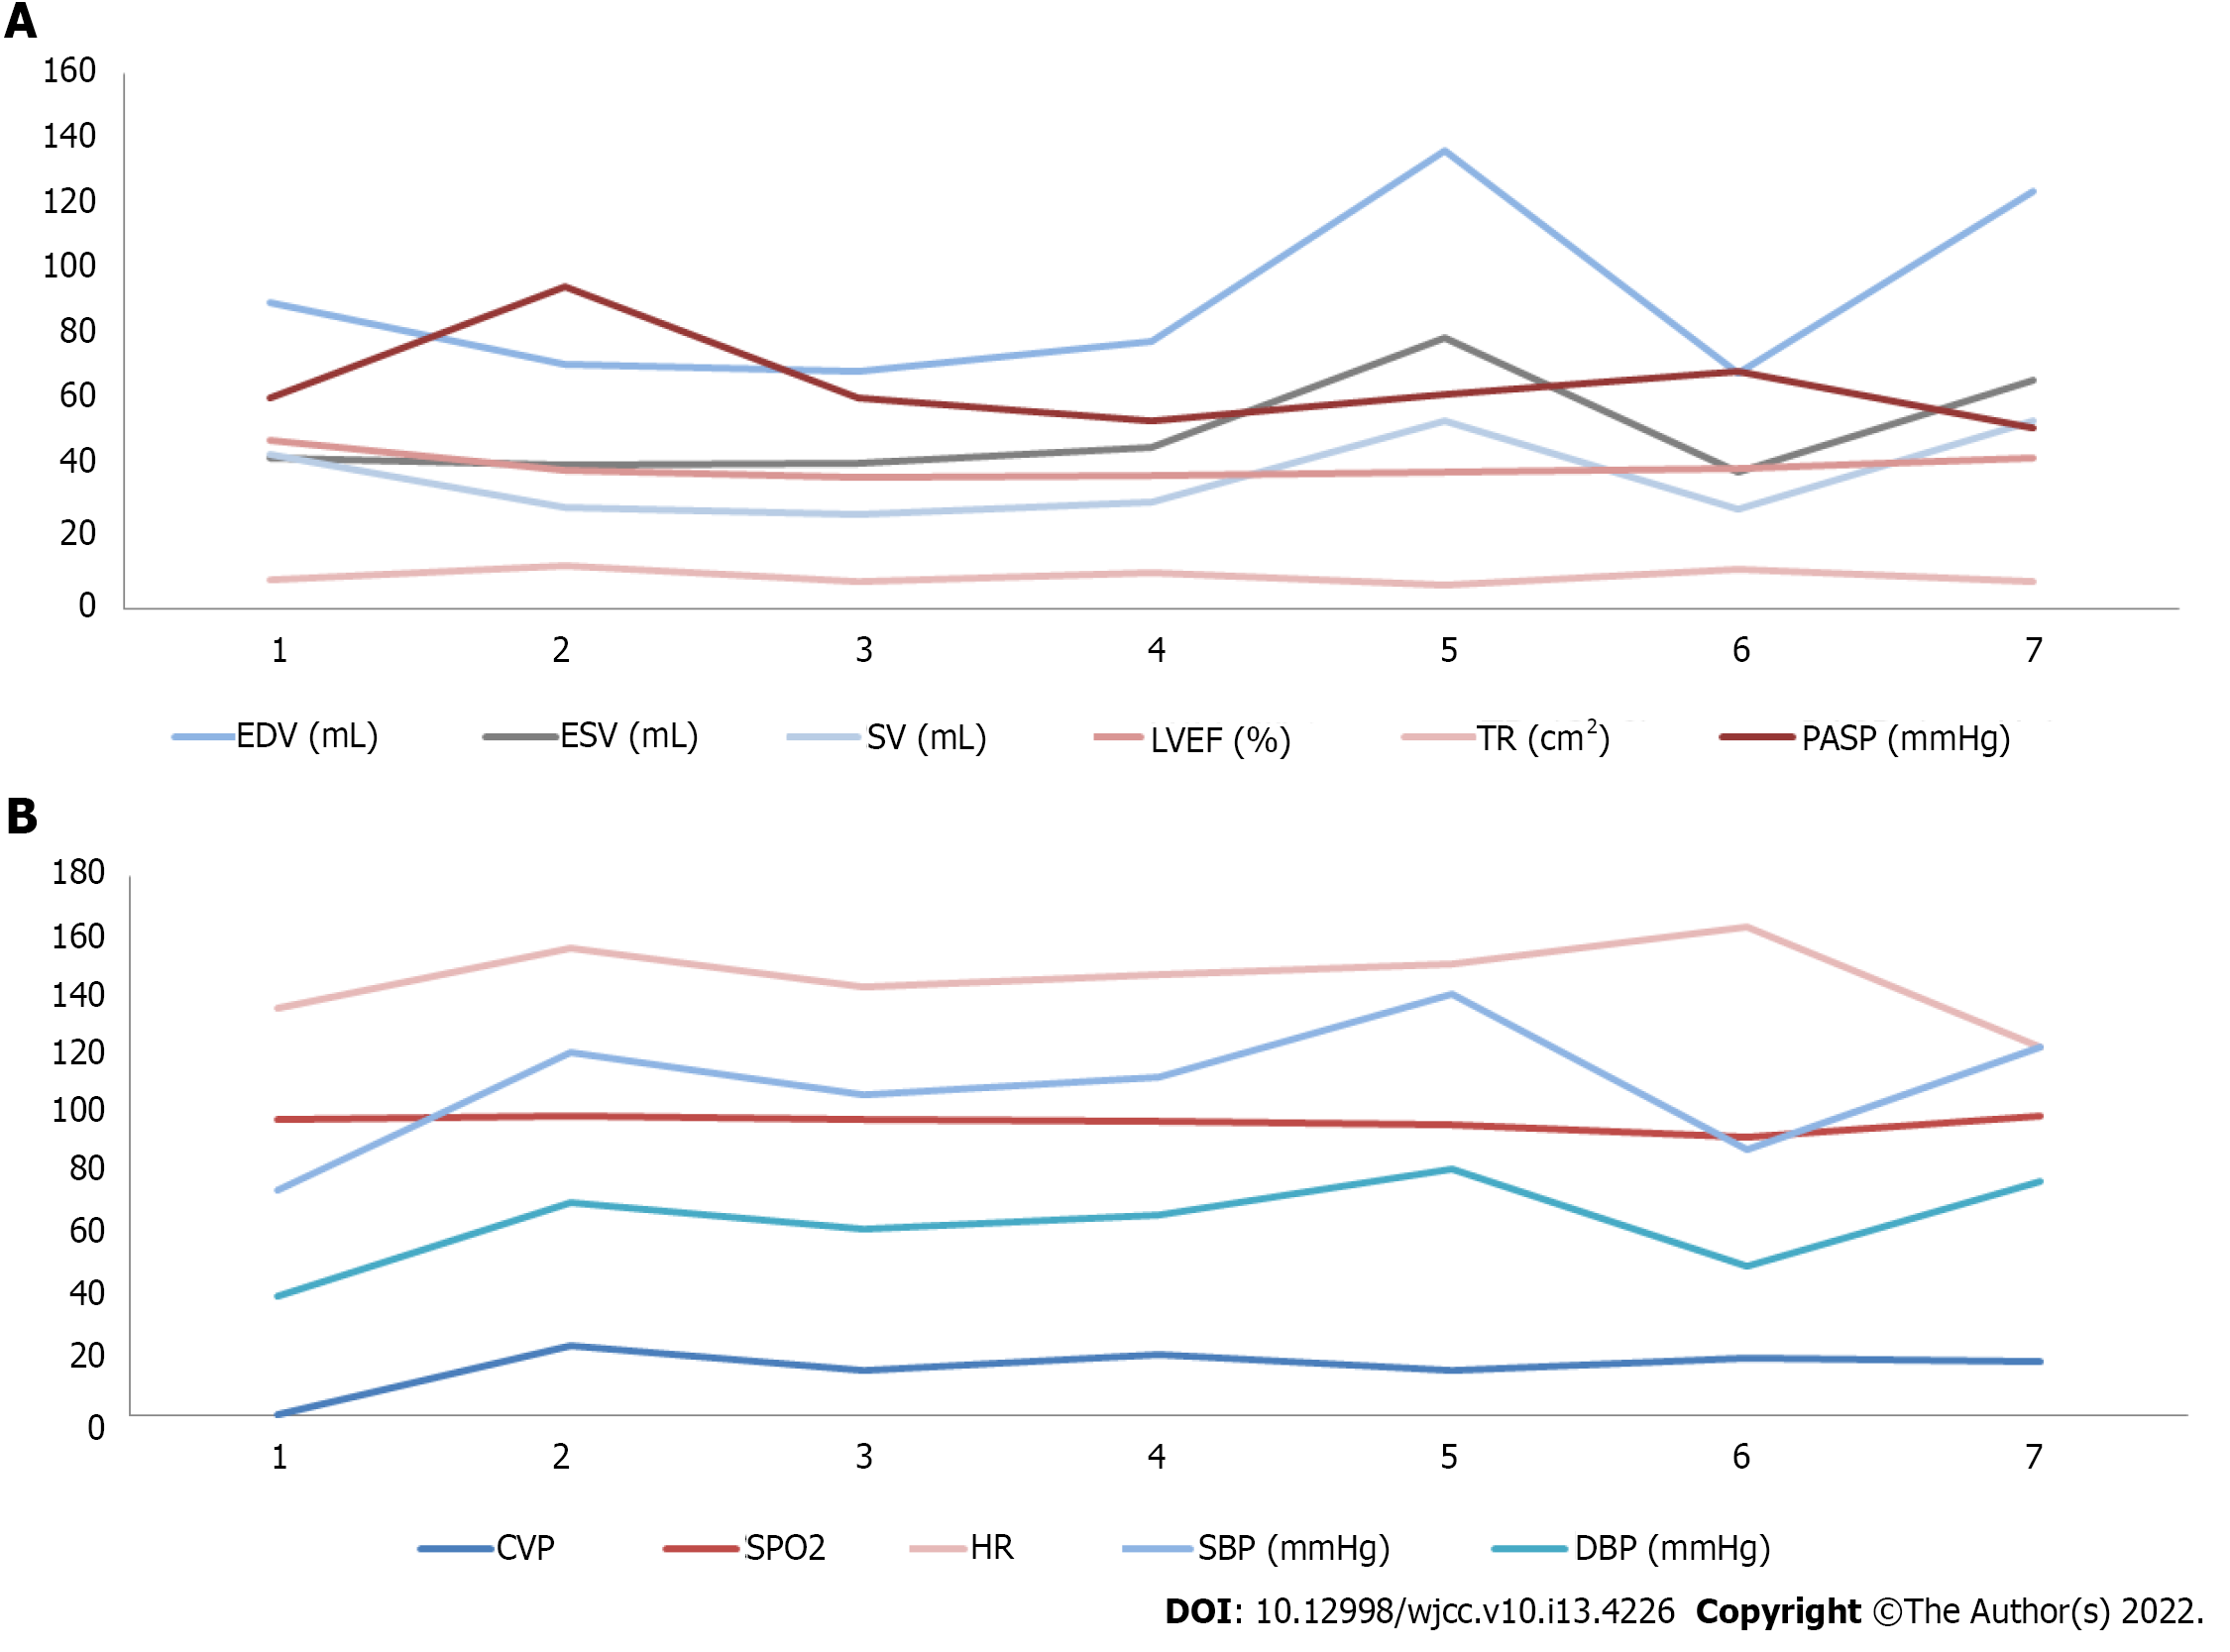 A
160
140
120
100
80
60
40
20
0
1 2 3 4 5 6 7
EDV (mL) ESV (mL) SV (mL) LVEF (%) TR (cm²) PASP (mmHg)
B
180
160
140
120
100
80
60
40
20
0
1 2 3 4 5 6 7
CVP SPO2 HR SBP (mmHg) DBP (mmHg)
DOI: 10.12998/wjcc.v10.i13.4226 Copyright ©The Author(s) 2022.